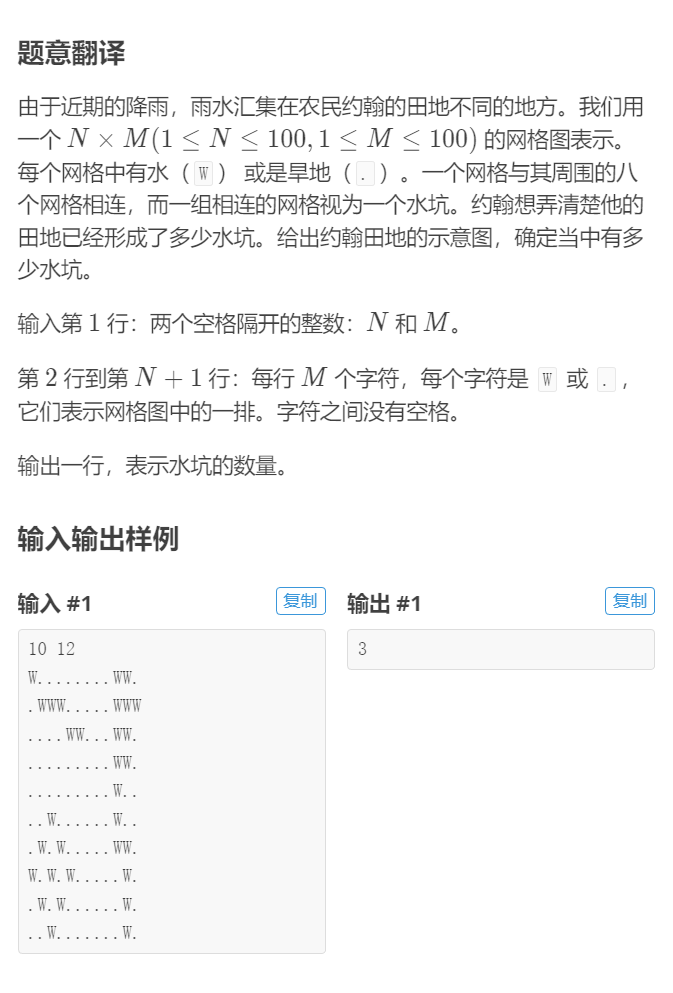 题意翻译
由于近期的降雨，雨水汇集在农民约翰的田地不同的地方。我们用
一个 N × M(1 ≤ N ≤ 100, 1 ≤ M ≤ 100) 的网格图表示。
每个网格中有水（ W ） 或是旱地（ . ）。一个网格与其周围的八
个网格相连，而一组相连的网格视为一个水坑。约翰想弄清楚他的
田地已经形成了多少水坑。给出约翰田地的示意图，确定当中有多
少水坑。
输入第 1 行：两个空格隔开的整数：N 和 M。
第 2 行到第 N + 1 行：每行 M 个字符，每个字符是 W 或 . ，
它们表示网格图中的一排。字符之间没有空格。
输出一行，表示水坑的数量。
输入输出样例
输入 #1
复制
10 12
W........WW.
.WWW.....WWW
....WW...WW.
.........WW.
.........W..
..W......W..
.W.W.....WW.
W.W.W.....W.
.W.W......W.
..W.......W.
输出 #1
复制
3